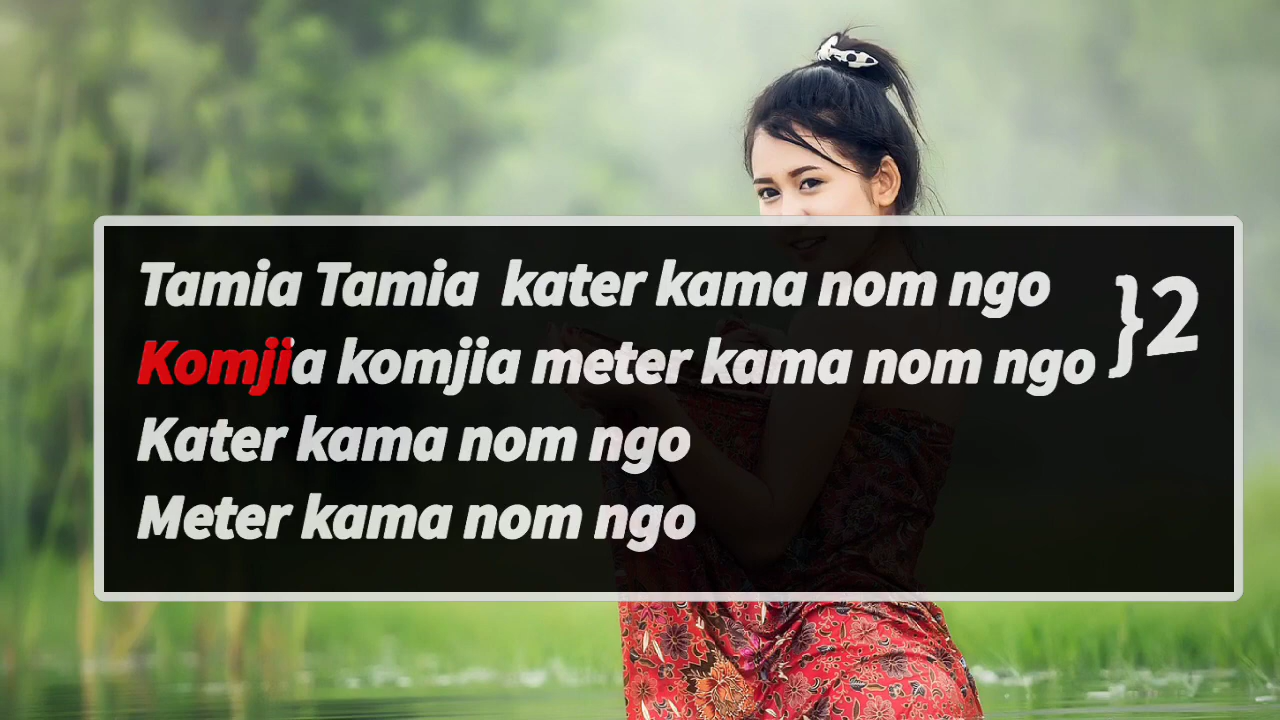 Tamia Tamia  kater kama nom ngo
Komjia komjia meter kama nom ngo }2
Kater kama nom ngo
Meter kama nom ngo